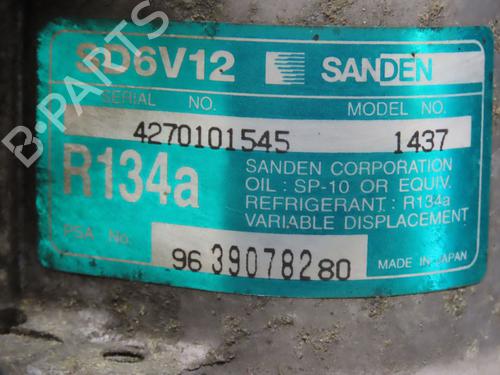 SD6V12 SANDEN
SERIAL NO. MODEL NO.
4270101545 1437
R134a
SANDEN CORPORATION
OIL : SP-10 OR EQUIV.
REFRIGERANT : R134a
VARIABLE DISPLACEMENT
PSA No.
96 39078280
MADE IN JAPAN
B-PARTS